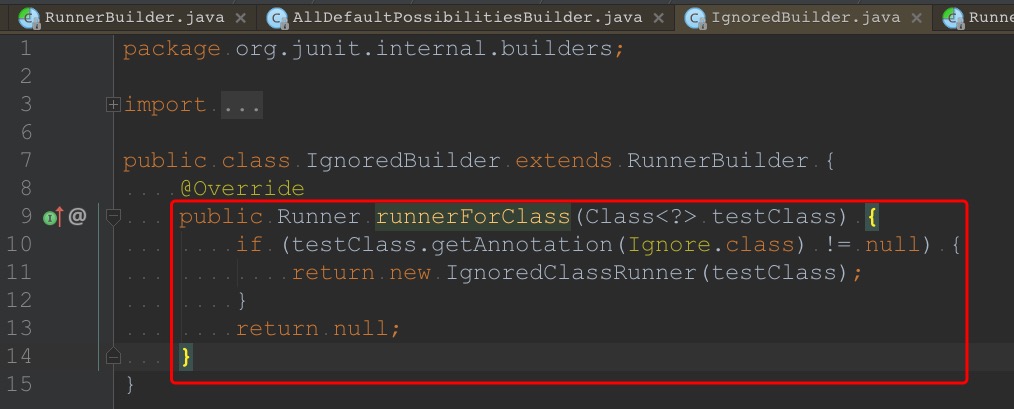 RunnerBuilder.java × AllDefaultPossibilitiesBuilder.java × IgnoredBuilder.java × Runne
1 package org.junit.internal.builders;
2
3 import ...
6
7 public class IgnoredBuilder extends RunnerBuilder {
8 @Override
9 public Runner runnerForClass(Class<?> testClass) {
10 if (testClass.getAnnotation(Ignore.class) != null) {
11 return new IgnoredClassRunner(testClass);
12 }
13 return null;
14 }
15 }